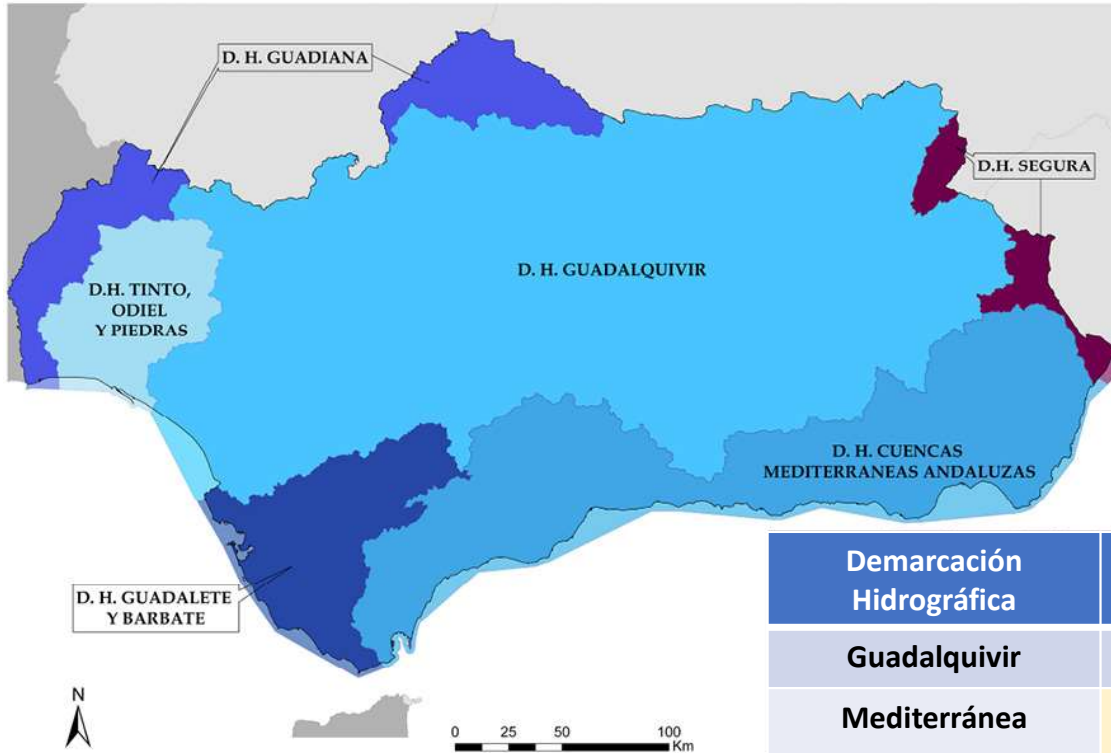 D. H. GUADIANA
D.H. SEGURA
D. H. GUADALQUIVIR
D.H. TINTO,
ODIEL
Y PIEDRAS
D. H. CUENCAS
MEDITERRANEAS ANDALUZAS
D. H. GUADALETE
Y BARBATE
N
0 25 50 100
Km
Demarcación
Hidrográfica
Guadalquivir
Mediterránea